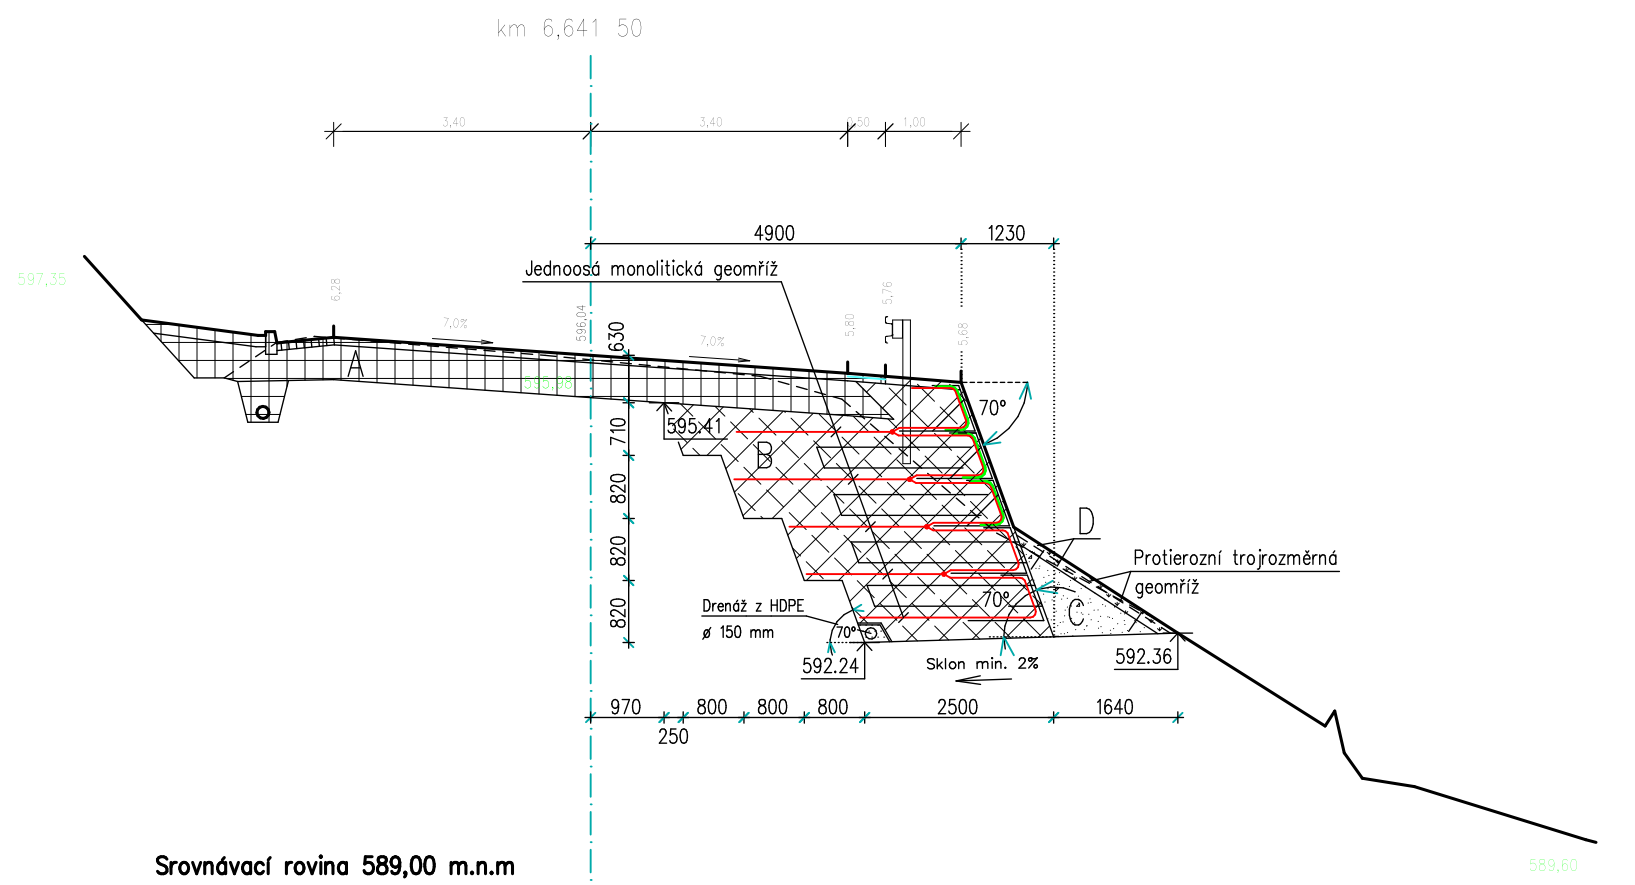 km 6,641 50
3,40
3,40
0,50
1,00
4900
1230
Jednoosá monolitická geomříž
597,35
6,28
596,04
5,80
5,76
5,68
7,0%
7,0%
630
A
595,98
70°
595.41
710
B
820
D
Protierozní trojrozměrná
geomříž
820
70°
C
Drenáž z HDPE
ø 150 mm
70°
820
592.24
Sklon min. 2%
592.36
970
800
800
800
2500
1640
250
Srovnávací rovina 589,00 m.n.m
589,60